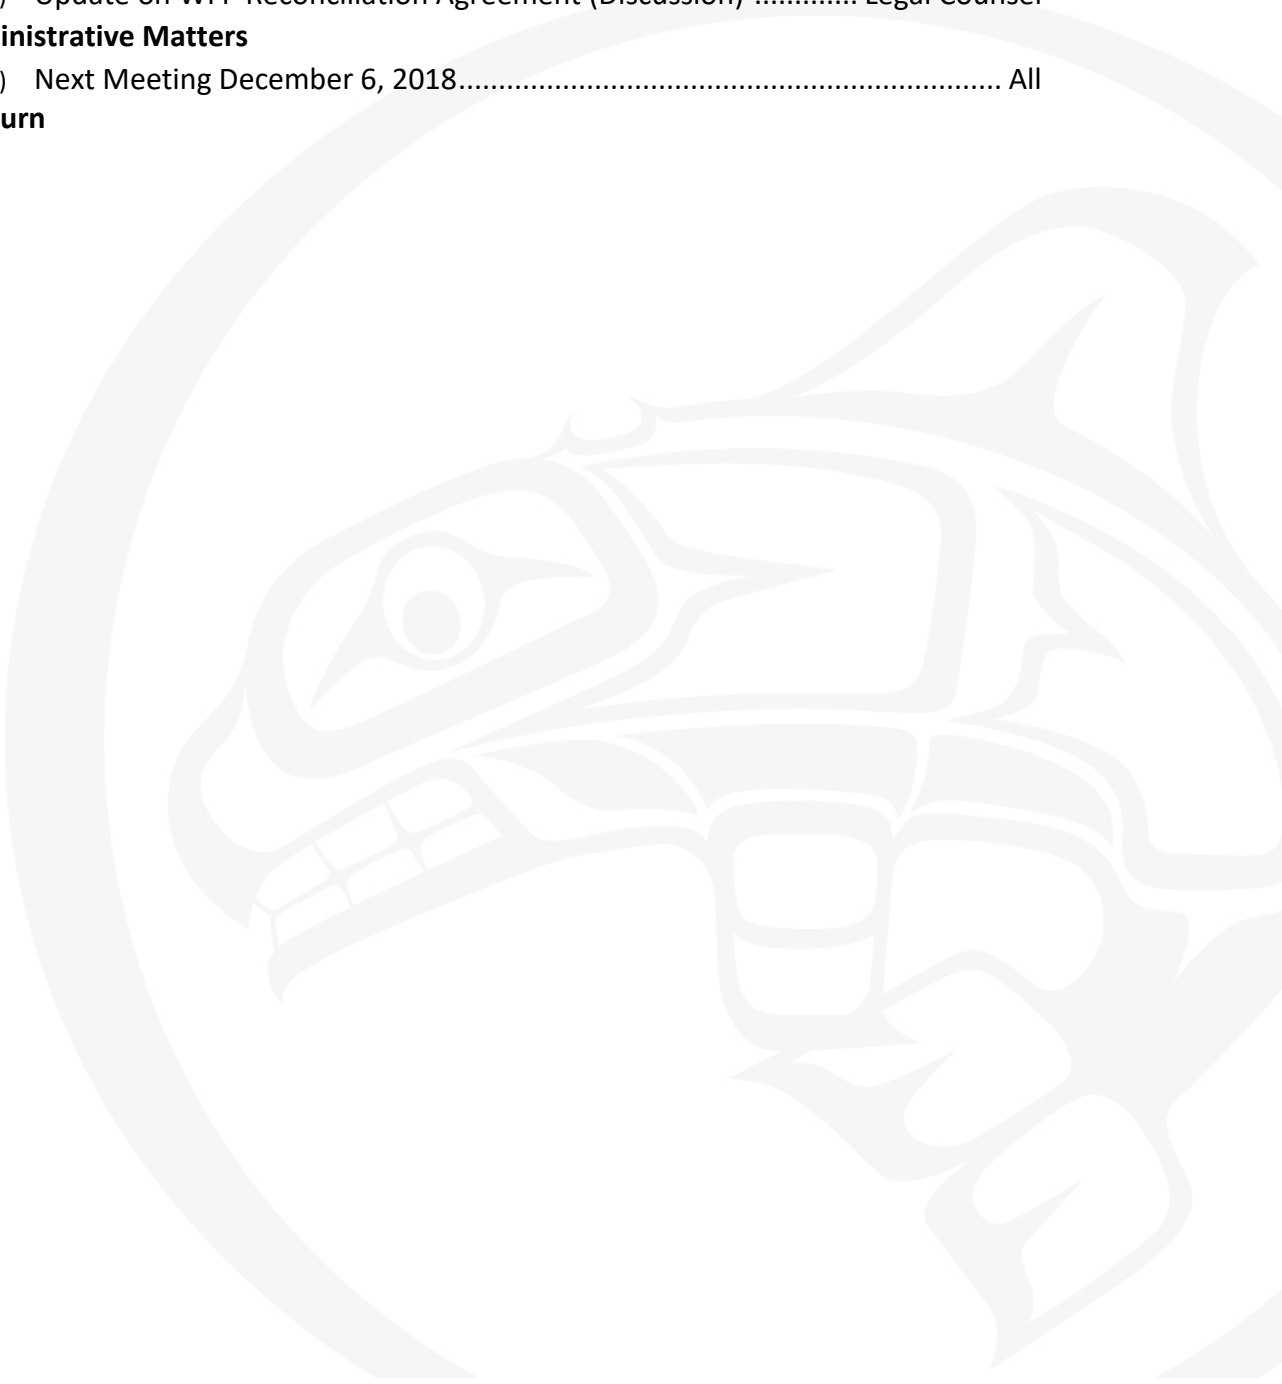 ) Update on WFP Reconciliation Agreement (Discussion) ............. Legal Counsel
inistrative Matters
) Next Meeting December 6, 2018.................................................................... All
urn